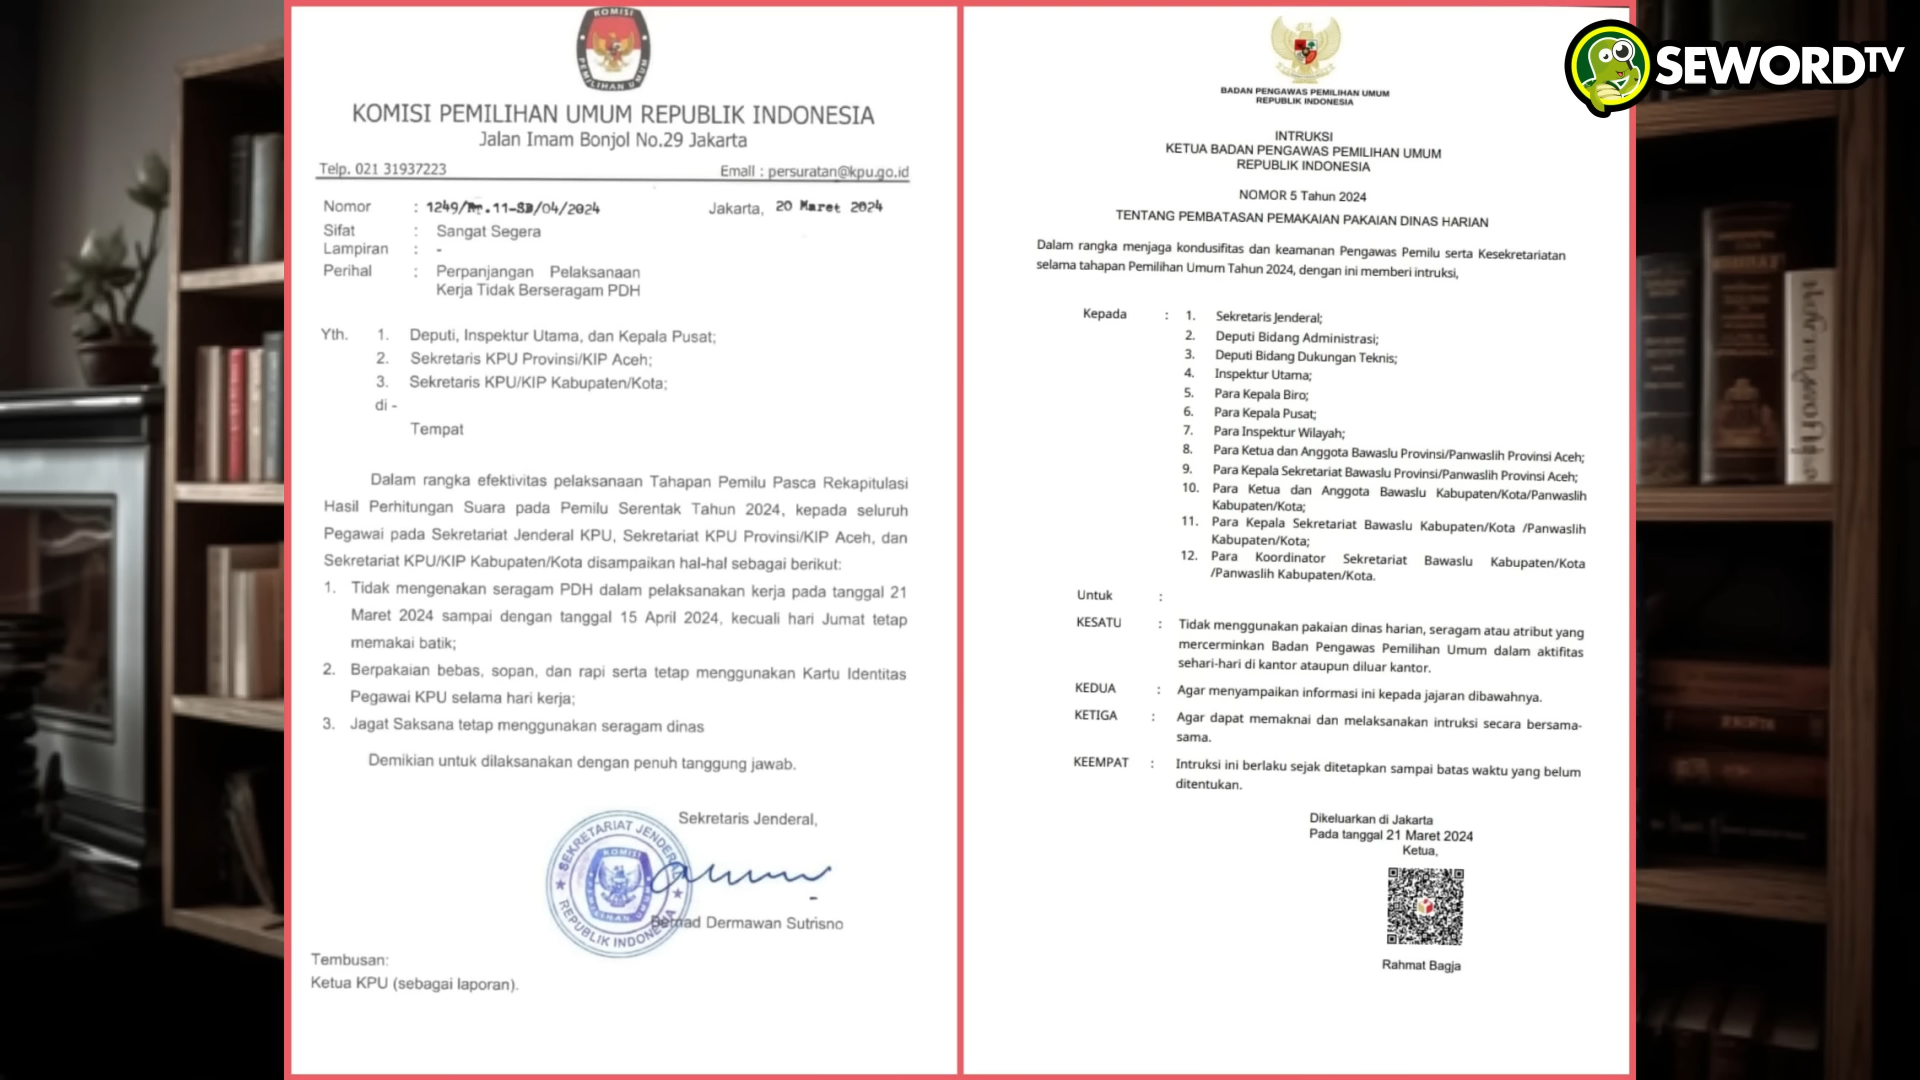 KOMISI
PEMILIHAN UMUM
KOMISI PEMILIHAN UMUM REPUBLIK INDONESIA
Jalan Imam Bonjol No.29 Jakarta
Telp. 021 31937223
Email : persuratan@kpu.go.id
Nomor : 1249/ .11-SD/04/2024
Jakarta, 20 Maret 2024
Sifat : Sangat Segera
Lampiran : -
Perihal : Perpanjangan Pelaksanaan
Kerja Tidak Berseragam PDH
Yth. 1. Deputi, Inspektur Utama, dan Kepala Pusat;
2. Sekretaris KPU Provinsi/KIP Aceh;
3. Sekretaris KPU/KIP Kabupaten/Kota;
di -
Tempat
Dalam rangka efektivitas pelaksanaan Tahapan Pemilu Pasca Rekapitulasi
Hasil Perhitungan Suara pada Pemilu Serentak Tahun 2024, kepada seluruh
Pegawai pada Sekretariat Jenderal KPU, Sekretariat KPU Provinsi/KIP Aceh, dan
Sekretariat KPU/KIP Kabupaten/Kota disampaikan hal-hal sebagai berikut:
1. Tidak mengenakan seragam PDH dalam pelaksanakan kerja pada tanggal 21
Maret 2024 sampai dengan tanggal 15 April 2024, kecuali hari Jumat tetap
memakai batik;
2. Berpakaian bebas, sopan, dan rapi serta tetap menggunakan Kartu Identitas
Pegawai KPU selama hari kerja;
3. Jagat Saksana tetap menggunakan seragam dinas
Demikian untuk dilaksanakan dengan penuh tanggung jawab.
Sekretaris Jenderal,
SEKRETARIAT JENDERAL
KOMISI
PEMILIHAN UMUM
REPUBLIK INDONESIA
Bernad Dermawan Sutrisno
Tembusan:
Ketua KPU (sebagai laporan).
BADAN PENGAWAS PEMILIHAN UMUM
REPUBLIK INDONESIA
INTRUKSI
KETUA BADAN PENGAWAS PEMILIHAN UMUM
REPUBLIK INDONESIA
NOMOR 5 Tahun 2024
TENTANG PEMBATASAN PEMAKAIAN PAKAIAN DINAS HARIAN
Dalam rangka menjaga kondusifitas dan keamanan Pengawas Pemilu serta Kesekretariatan
selama tahapan Pemilihan Umum Tahun 2024, dengan ini memberi intruksi,
Kepada : 1. Sekretaris Jenderal;
2. Deputi Bidang Administrasi;
3. Deputi Bidang Dukungan Teknis;
4. Inspektur Utama;
5. Para Kepala Biro;
6. Para Kepala Pusat;
7. Para Inspektur Wilayah;
8. Para Ketua dan Anggota Bawaslu Provinsi/Panwaslih Provinsi Aceh;
9. Para Kepala Sekretariat Bawaslu Provinsi/Panwaslih Provinsi Aceh;
10. Para Ketua dan Anggota Bawaslu Kabupaten/Kota/Panwaslih
Kabupaten/Kota;
11. Para Kepala Sekretariat Bawaslu Kabupaten/Kota /Panwaslih
Kabupaten/Kota;
12. Para Koordinator Sekretariat Bawaslu Kabupaten/Kota
/Panwaslih Kabupaten/Kota.
Untuk :
KESATU : Tidak menggunakan pakaian dinas harian, seragam atau atribut yang
mercerminkan Badan Pengawas Pemilihan Umum dalam aktifitas
sehari-hari di kantor ataupun diluar kantor.
KEDUA : Agar menyampaikan informasi ini kepada jajaran dibawahnya.
KETIGA : Agar dapat memaknai dan melaksanakan intruksi secara bersama-
sama.
KEEMPAT : Intruksi ini berlaku sejak ditetapkan sampai batas waktu yang belum
ditentukan.
Dikeluarkan di Jakarta
Pada tanggal 21 Maret 2024
Ketua,
Rahmat Bagja
SEWORDTV